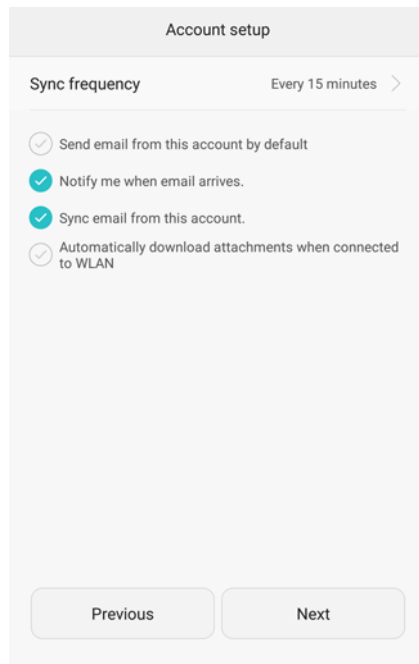 Account setup
Sync frequency Every 15 minutes
Send email from this account by default
Notify me when email arrives.
Sync email from this account.
Automatically download attachments when connected
to WLAN
Previous Next